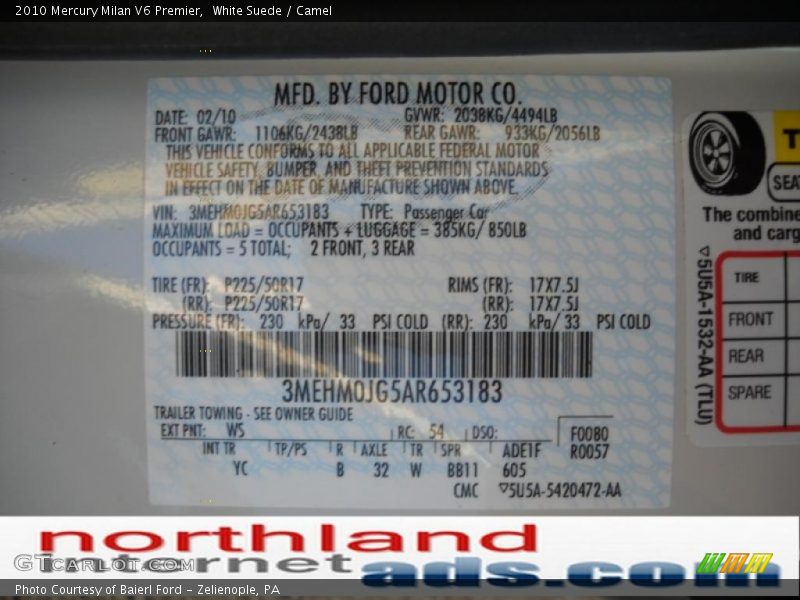 2010 Mercury Milan V6 Premier,  White Suede / Camel
MFD. BY FORD MOTOR CO.
DATE: 02/10 GVWR: 2038KG/4494LB
FRONT GAWR: 1106KG/2438LB REAR GAWR: 933KG/2056LB
THIS VEHICLE CONFORMS TO ALL APPLICABLE FEDERAL MOTOR
VEHICLE SAFETY, BUMPER, AND THEFT PREVENTION STANDARDS
IN EFFECT ON THE DATE OF MANUFACTURE SHOWN ABOVE.
VIN: 3MEHM0JG5AR653183 TYPE: Passenger Car
MAXIMUM LOAD = OCCUPANTS + LUGGAGE = 385KG/ 850LB
OCCUPANTS = 5 TOTAL; 2 FRONT, 3 REAR
TIRE (FR): P225/50R17 RIMS (FR): 17X7.5J
(RR): P225/50R17 (RR): 17X7.5J
PRESSURE (FR): 230 kPa/ 33 PSI COLD (RR): 230 kPa/ 33 PSI COLD
3MEHM0JG5AR653183
TRAILER TOWING - SEE OWNER GUIDE
EXT PNT: WS RC: 54 DSO: F0080
R0057
INT TR TP/PS R AXLE TR SPR ADE1F
YC B 32 W BB11 605
CMC ▽5U5A-5420472-AA
T
SEA
The combine
and carg
TIRE
FRONT
REAR
SPARE
▽5U5A-1532-AA (TLU)
northland
internet
ads.com
GTcarlot.com
Photo Courtesy of Baierl Ford - Zelienople, PA